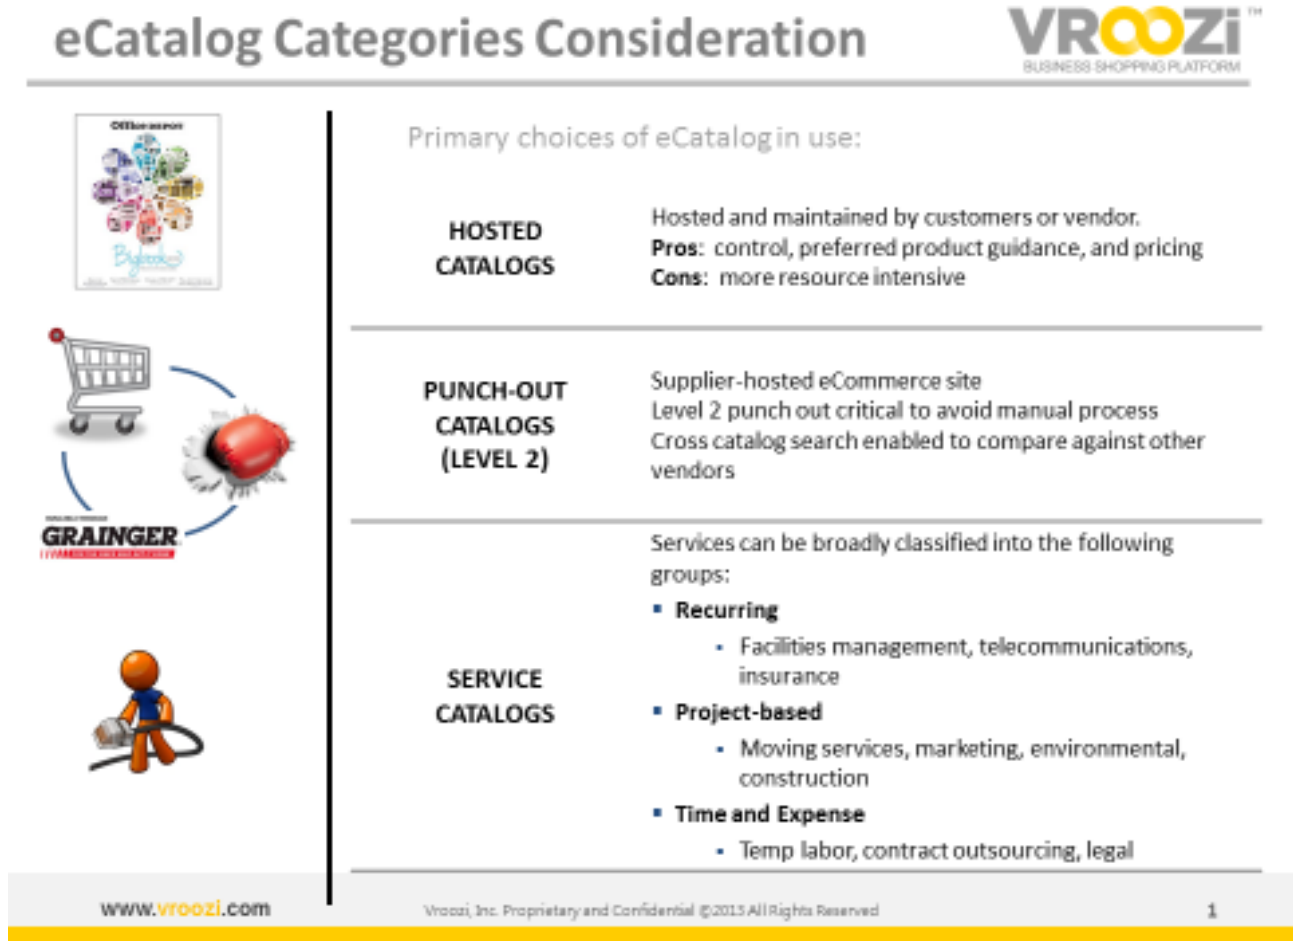 eCatalog Categories Consideration
VROOZi™
BUSINESS SHOPPING PLATFORM
Office DEPOT
Bigbook
Primary choices of eCatalog in use:
HOSTED
CATALOGS
Hosted and maintained by customers or vendor.
Pros: control, preferred product guidance, and pricing
Cons: more resource intensive
PUNCH-OUT
CATALOGS
(LEVEL 2)
Supplier-hosted eCommerce site
Level 2 punch out critical to avoid manual process
Cross catalog search enabled to compare against other
vendors
GRAINGER
SERVICE
CATALOGS
Services can be broadly classified into the following
groups:
▪ Recurring
▪ Facilities management, telecommunications,
insurance
▪ Project-based
▪ Moving services, marketing, environmental,
construction
▪ Time and Expense
▪ Temp labor, contract outsourcing, legal
www.vroozi.com
Vroozi, Inc. Proprietary and Confidential ©2013 All Rights Reserved
1